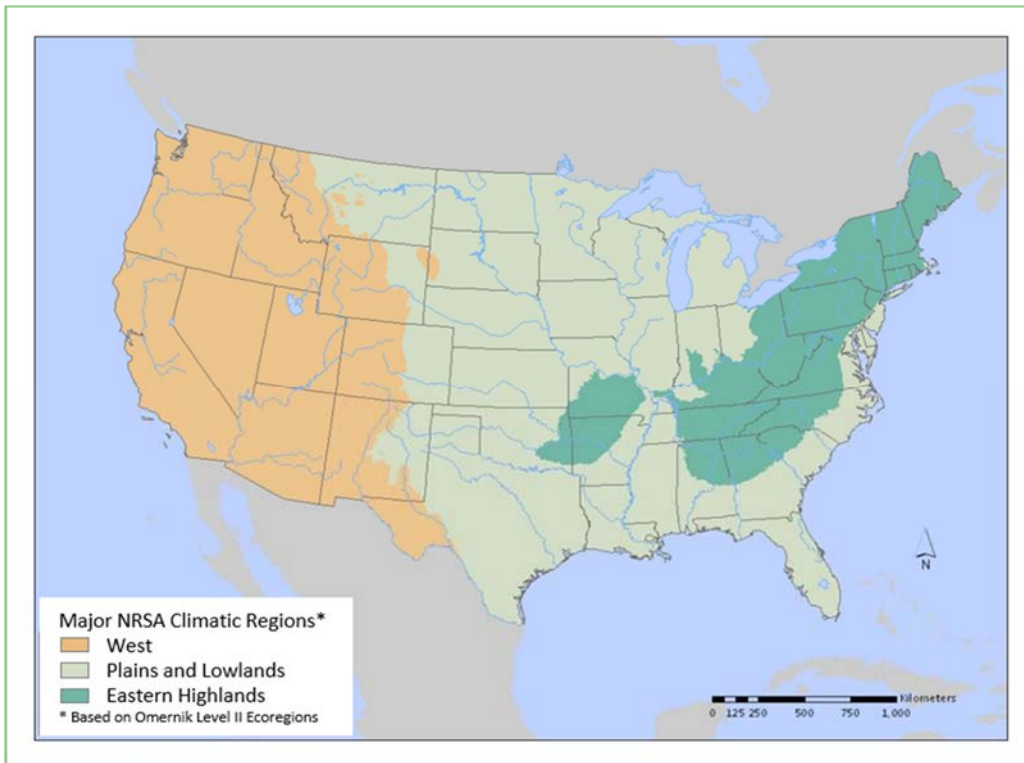 N
Major NRSA Climatic Regions*
West
Plains and Lowlands
Eastern Highlands
* Based on Omernik Level II Ecoregions
Kilometers
0 125 250 500 750 1,000